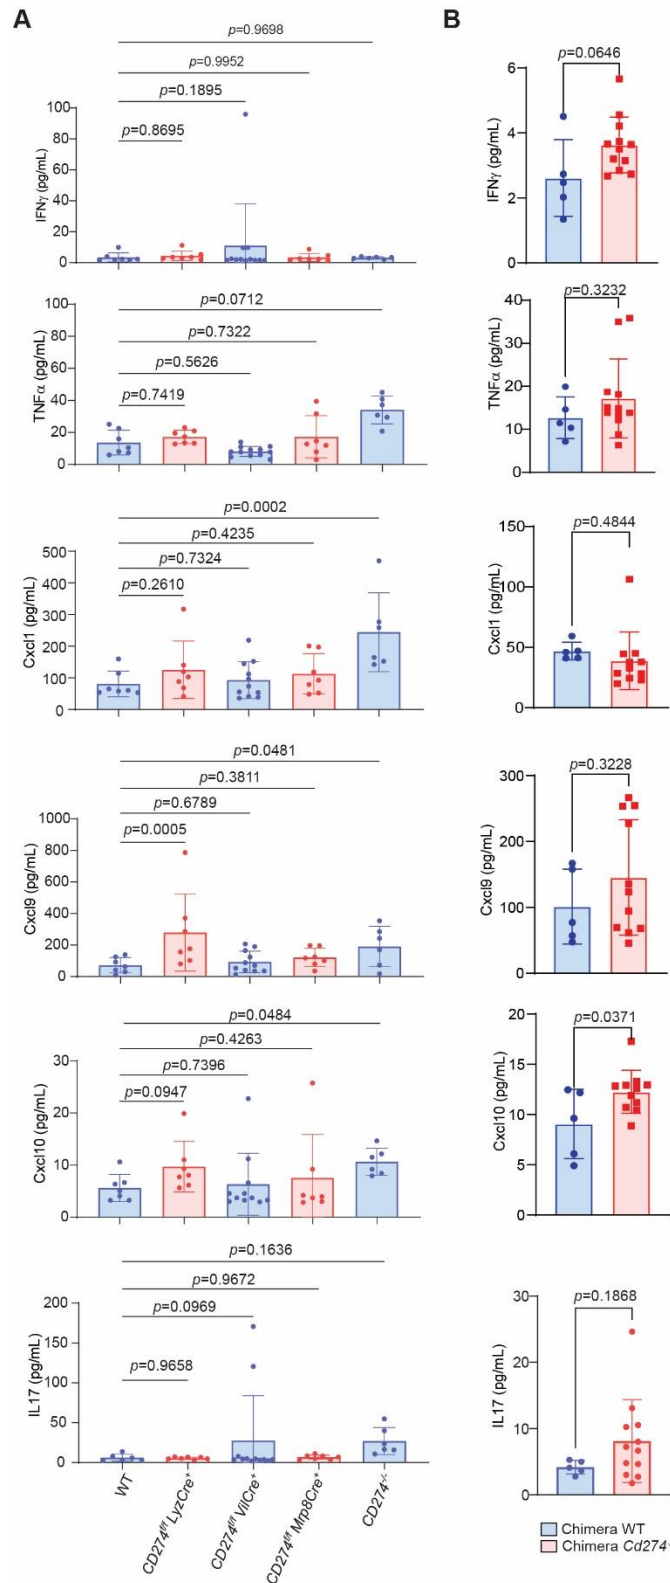 A
p=0.9698
p=0.9952
p=0.1895
p=0.8695
IFNγ (pg/mL)
100
80
60
40
20
0
p=0.0712
p=0.7322
p=0.5626
p=0.7419
TNFα (pg/mL)
100
80
60
40
20
0
p=0.0002
p=0.4235
p=0.7324
p=0.2610
Cxcl1 (pg/mL)
500
400
300
200
100
0
p=0.0481
p=0.3811
p=0.6789
p=0.0005
Cxcl9 (pg/mL)
1000
800
600
400
200
0
p=0.0484
p=0.4263
p=0.7396
p=0.0947
Cxcl10 (pg/mL)
30
20
10
0
p=0.1636
p=0.9672
p=0.0969
p=0.9658
IL17 (pg/mL)
200
150
100
50
0
WT
CD274f/f LyzCre+
CD274f/f VilCre+
CD274f/f Mrp8Cre+
CD274-/-
B
p=0.0646
IFNγ (pg/mL)
6
4
2
0
p=0.3232
TNFα (pg/mL)
40
30
20
10
0
p=0.4844
Cxcl1 (pg/mL)
150
100
50
0
p=0.3228
Cxcl9 (pg/mL)
300
200
100
0
p=0.0371
Cxcl10 (pg/mL)
20
15
10
5
0
p=0.1868
IL17 (pg/mL)
30
20
10
0
Chimera WT
Chimera Cd274